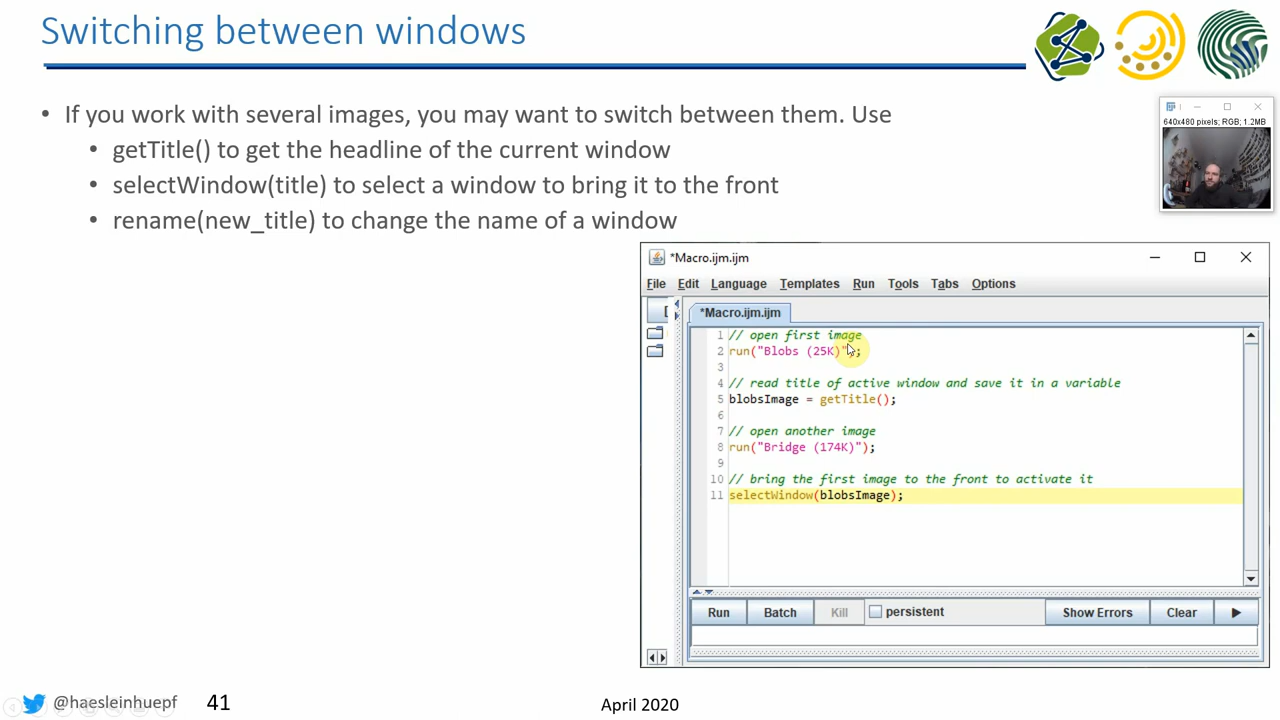 Switching between windows
• If you work with several images, you may want to switch between them. Use
• getTitle() to get the headline of the current window
• selectWindow(title) to select a window to bring it to the front
• rename(new_title) to change the name of a window
640x480 pixels; RGB; 1.2MB
*Macro.ijm.ijm
File Edit Language Templates Run Tools Tabs Options
*Macro.ijm.ijm
1 // open first image
2 run("Blobs (25K)");
3
4 // read title of active window and save it in a variable
5 blobsImage = getTitle();
6
7 // open another image
8 run("Bridge (174K)");
9
10 // bring the first image to the front to activate it
11 selectWindow(blobsImage);
Run Batch Kill persistent Show Errors Clear
@haesleinhuepf 41 April 2020